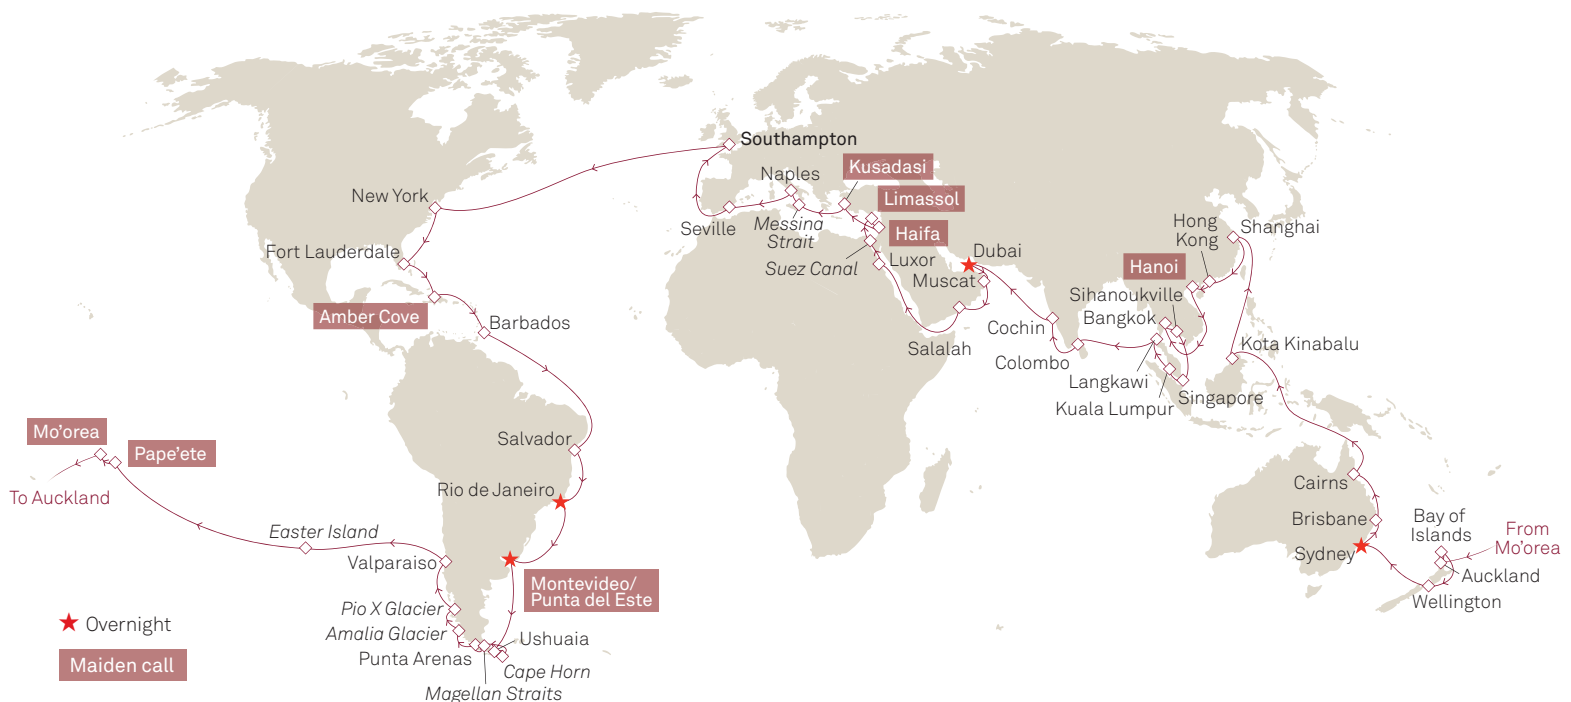 Southampton
New York
Fort Lauderdale
Amber Cove
Barbados
Salvador
Rio de Janeiro
Montevideo/
Punta del Este
Ushuaia
Cape Horn
Magellan Straits
Punta Arenas
Amalia Glacier
Pio X Glacier
Valparaiso
Easter Island
Pape'ete
Mo'orea
To Auckland
From
Mo'orea
Auckland
Bay of
Islands
Wellington
Sydney
Brisbane
Cairns
Kota Kinabalu
Shanghai
Hong
Kong
Hanoi
Sihanoukville
Bangkok
Singapore
Kuala Lumpur
Langkawi
Colombo
Cochin
Dubai
Muscat
Salalah
Luxor
Suez Canal
Haifa
Limassol
Kusadasi
Messina
Strait
Naples
Seville
Overnight
Maiden call